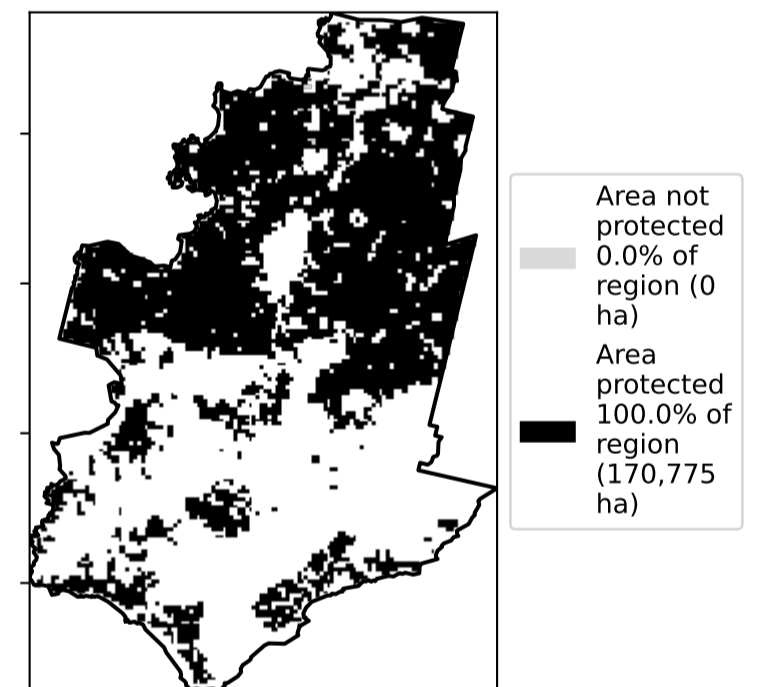 Area not
protected
0.0% of
region (0
ha)
Area
protected
100.0% of
region
(170,775
ha)